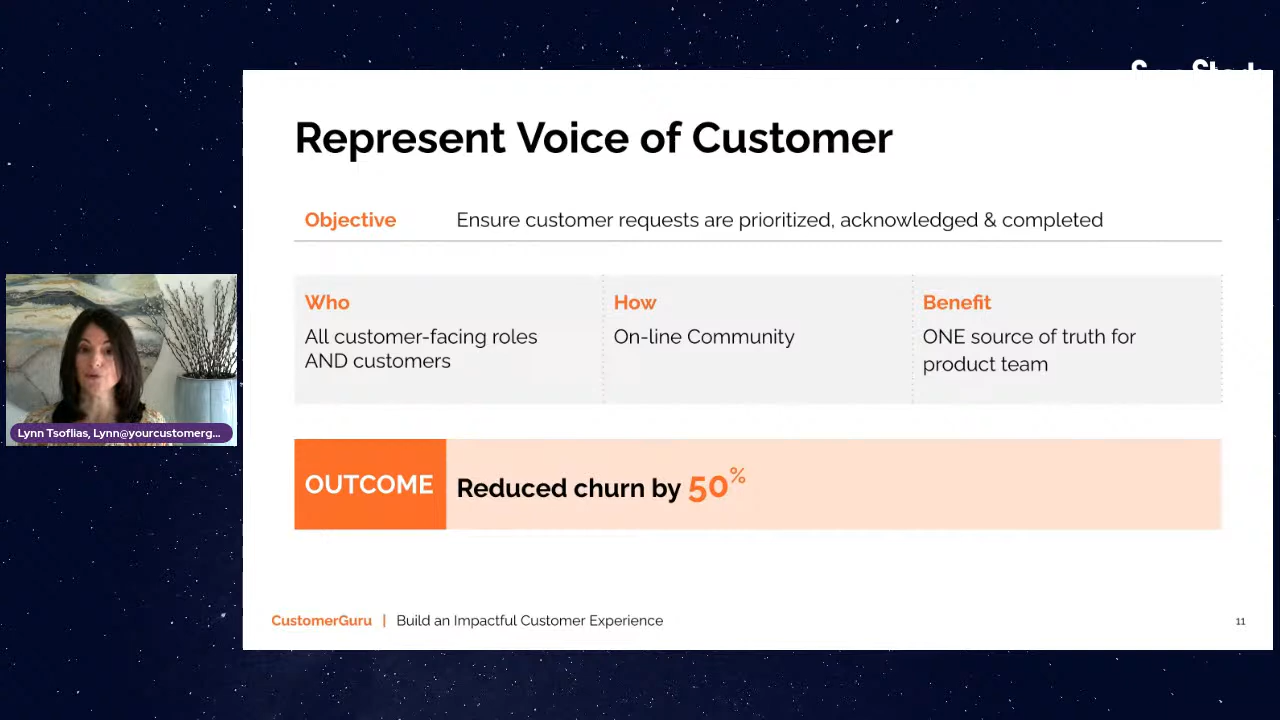 Represent Voice of Customer
Objective
Ensure customer requests are prioritized, acknowledged & completed
Who
All customer-facing roles
AND customers
How
On-line Community
Benefit
ONE source of truth for
product team
Lynn Tsoflias, Lynn@yourcustomerg...
OUTCOME
Reduced churn by 50%
CustomerGuru | Build an Impactful Customer Experience
11